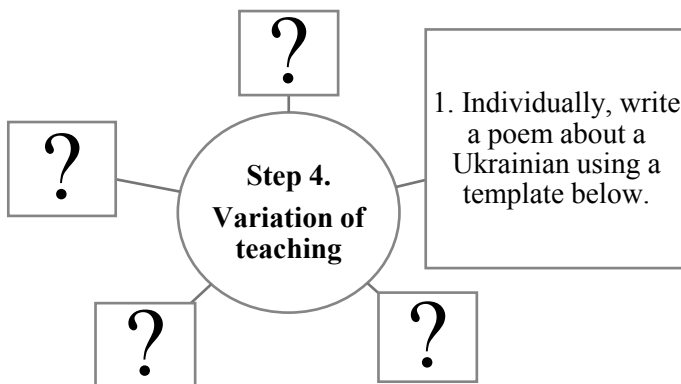 ?
?
Step 4.
Variation of
teaching
1. Individually, write
a poem about a
Ukrainian using a
template below.
?
?